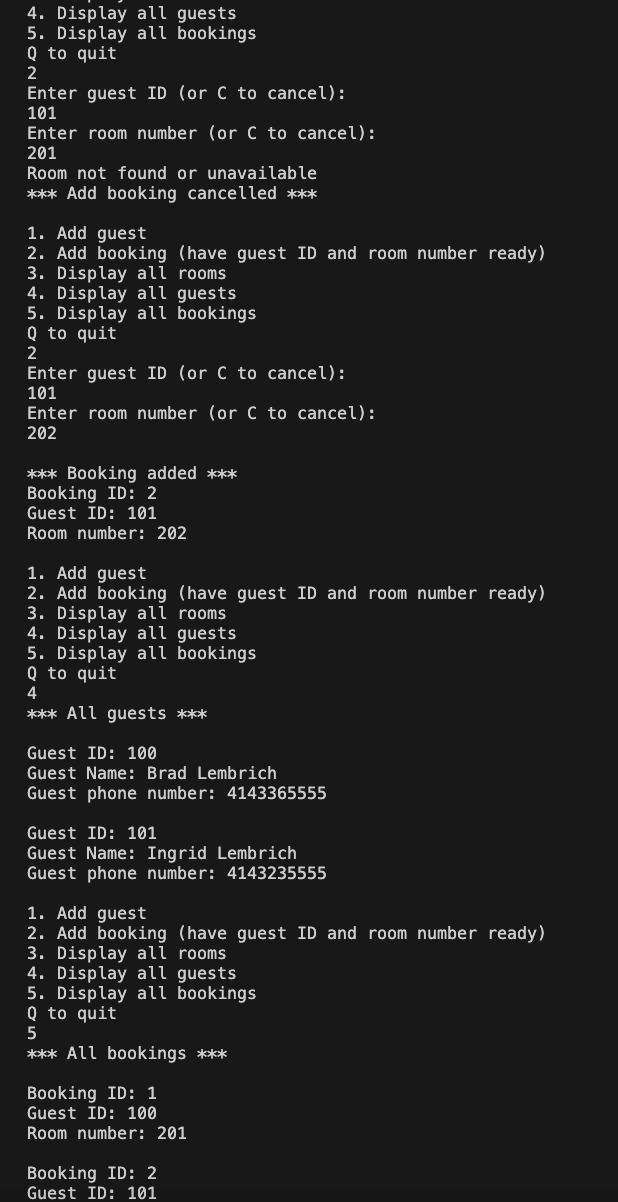 4. Display all guests
5. Display all bookings
Q to quit
2
Enter guest ID (or C to cancel):
101
Enter room number (or C to cancel):
201
Room not found or unavailable
*** Add booking cancelled ***
1. Add guest
2. Add booking (have guest ID and room number ready)
3. Display all rooms
4. Display all guests
5. Display all bookings
Q to quit
2
Enter guest ID (or C to cancel):
101
Enter room number (or C to cancel):
202
*** Booking added ***
Booking ID: 2
Guest ID: 101
Room number: 202
1. Add guest
2. Add booking (have guest ID and room number ready)
3. Display all rooms
4. Display all guests
5. Display all bookings
Q to quit
4
*** All guests ***
Guest ID: 100
Guest Name: Brad Lembrich
Guest phone number: 4143365555
Guest ID: 101
Guest Name: Ingrid Lembrich
Guest phone number: 4143235555
1. Add guest
2. Add booking (have guest ID and room number ready)
3. Display all rooms
4. Display all guests
5. Display all bookings
Q to quit
5
*** All bookings ***
Booking ID: 1
Guest ID: 100
Room number: 201
Booking ID: 2
Guest ID: 101